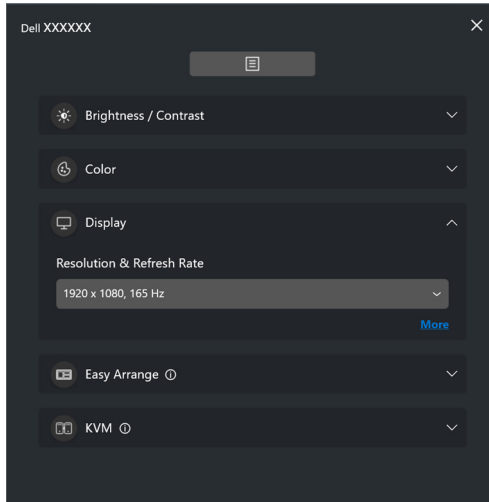 Dell XXXXXX
Brightness / Contrast
Color
Display
Resolution & Refresh Rate
1920 x 1080, 165 Hz
More
Easy Arrange
KVM